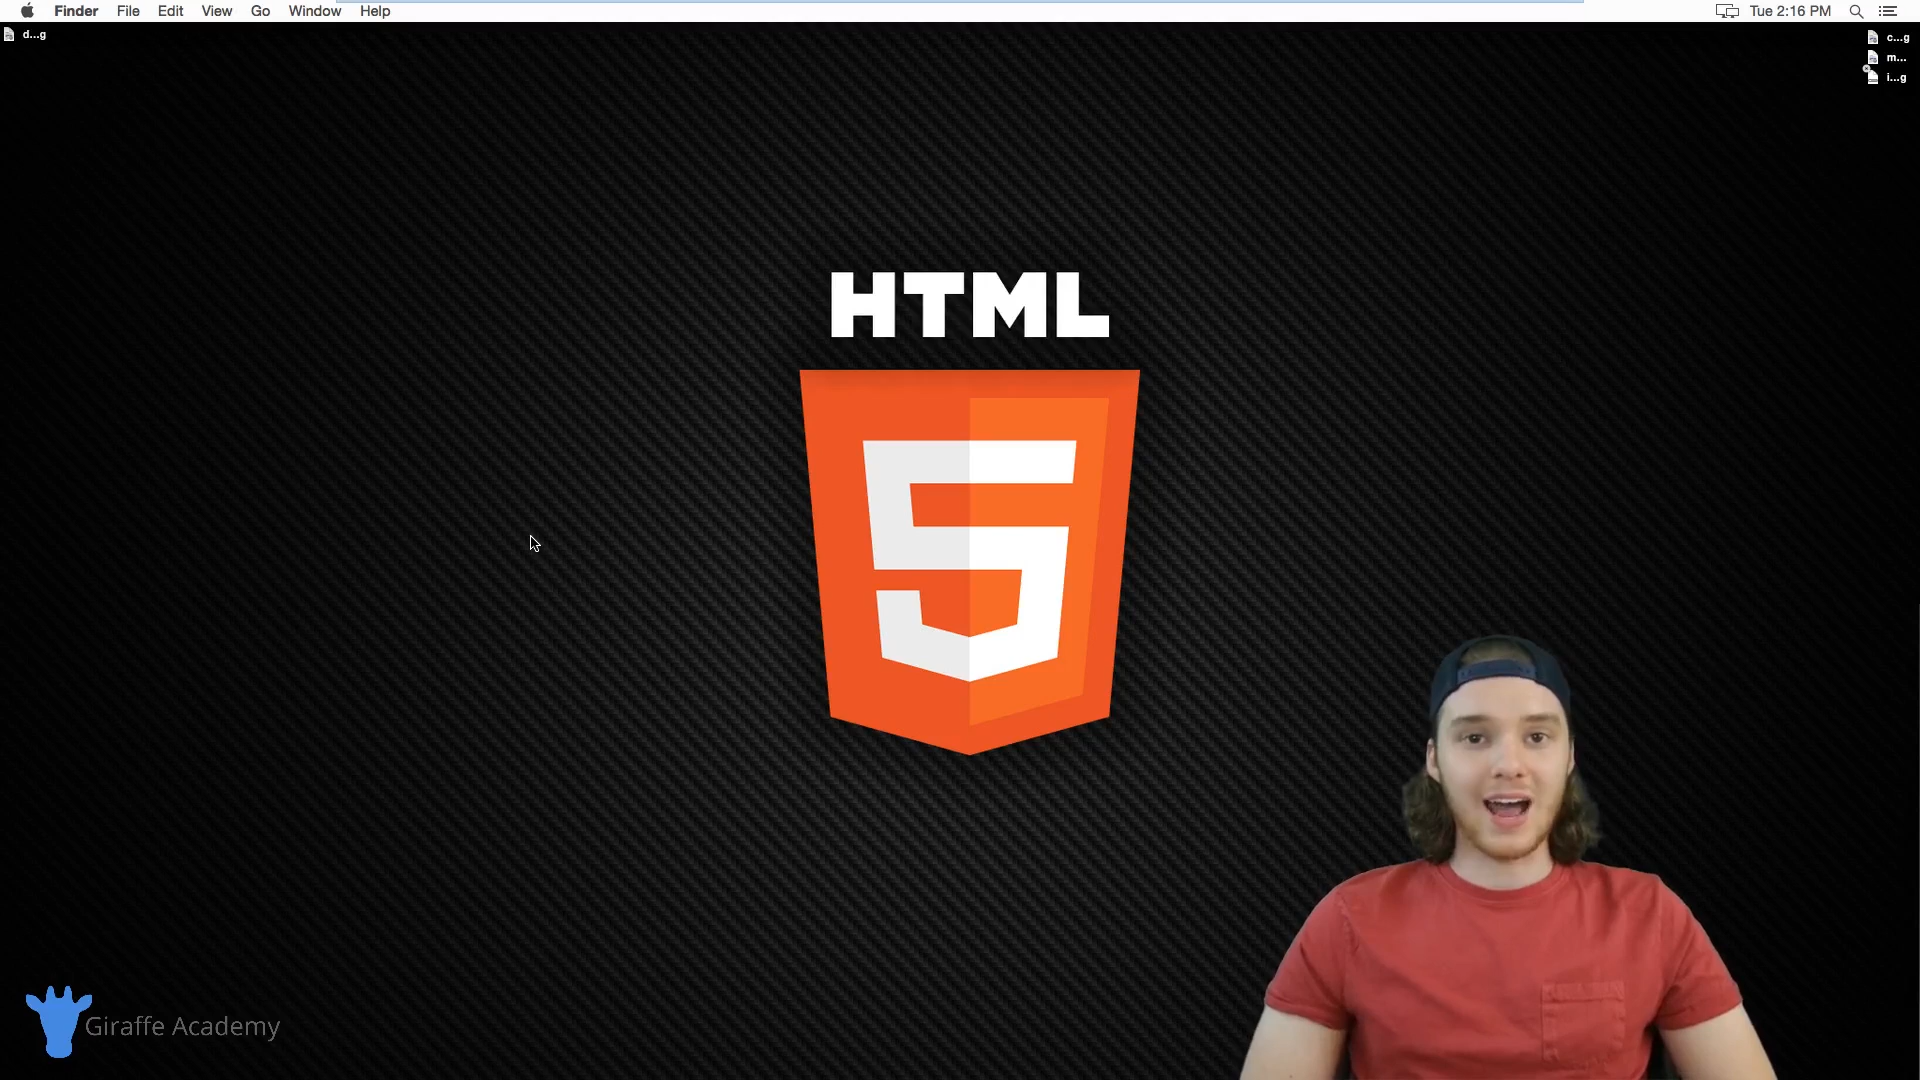 Finder File Edit View Go Window Help
Tue 2:16 PM
d...g
c...g
m...
i...g
HTML
5
Giraffe Academy